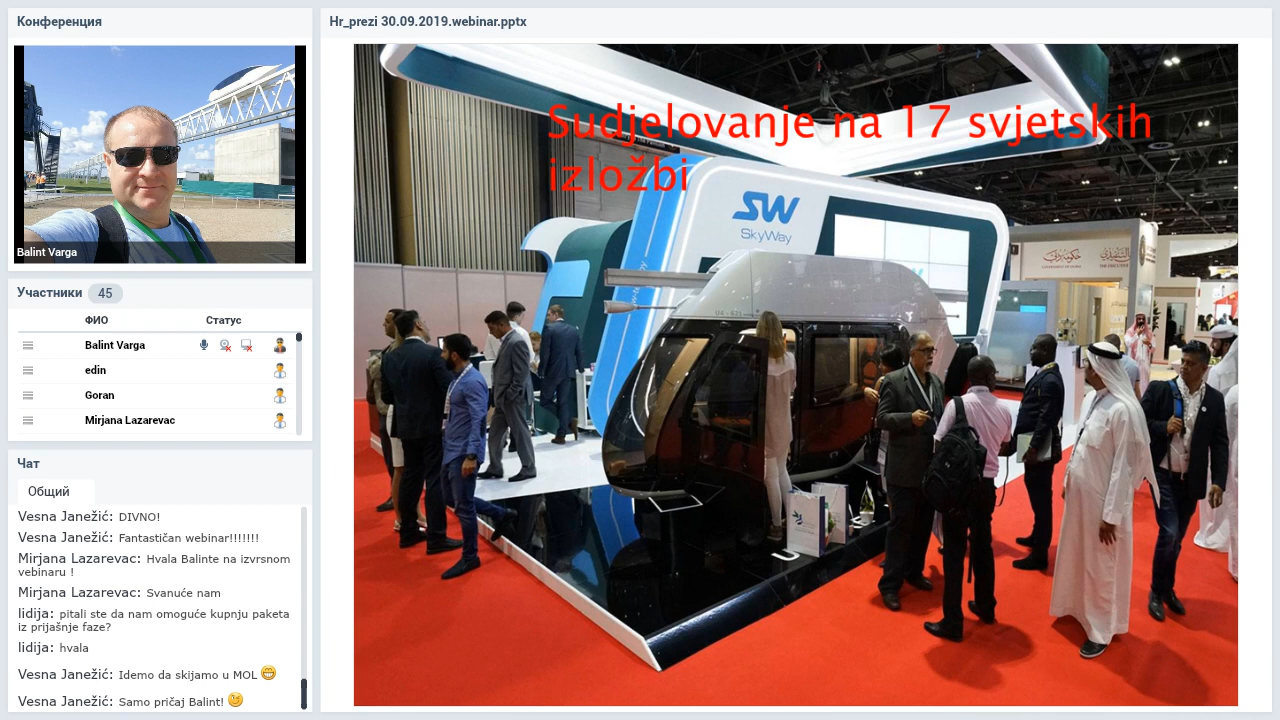 Конференция
Balint Varga
Участники 45
ФИО Статус
Balint Varga
edin
Goran
Mirjana Lazarevac
Чат
Общий
Vesna Janežić: DIVNO!
Vesna Janežić: Fantastičan webinar!!!!!!!
Mirjana Lazarevac: Hvala Balinte na izvrsnom
vebinaru !
Mirjana Lazarevac: Svanuće nam
lidija: pitali ste da nam omoguće kupnju paketa
iz prijašnje faze?
lidija: hvala
Vesna Janežić: Idemo da skijamo u MOL
Vesna Janežić: Samo pričaj Balint!
Hr_prezi 30.09.2019.webinar.pptx
Sudjelovanje na 17 svjetskih
izložbi
SW
SkyWay
U4 - 621